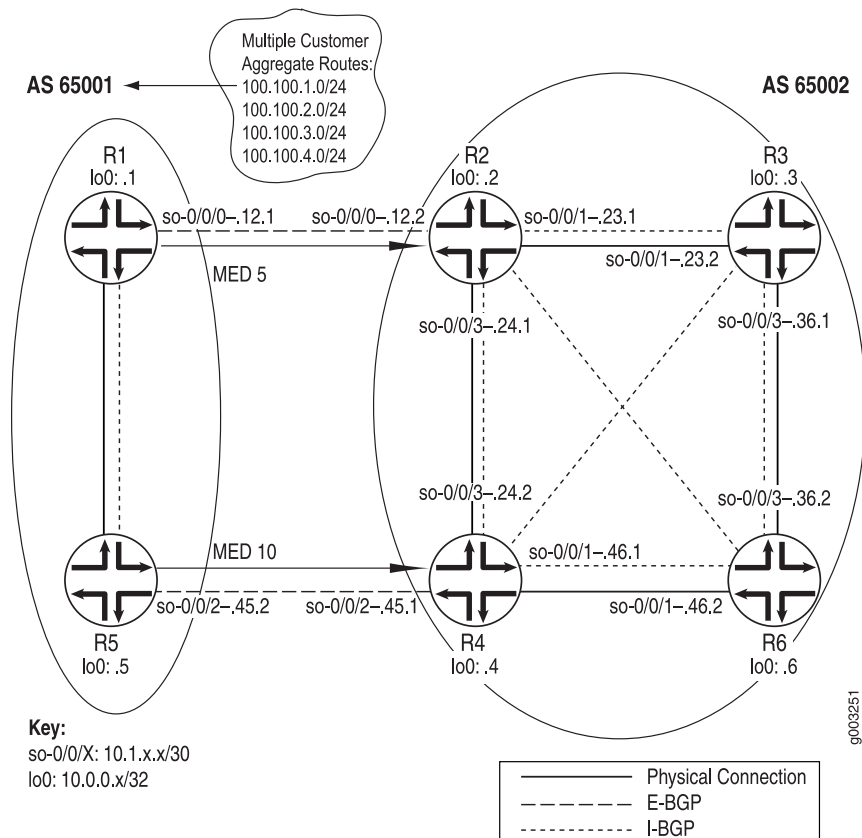 Multiple Customer
Aggregate Routes:
100.100.1.0/24
100.100.2.0/24
100.100.3.0/24
100.100.4.0/24
AS 65001
AS 65002
R1
lo0: .1
R2
lo0: .2
R3
lo0: .3
so-0/0/0–.12.1
so-0/0/0–.12.2
so-0/0/1–.23.1
MED 5
so-0/0/1–.23.2
so-0/0/3–.24.1
so-0/0/3–.36.1
so-0/0/3–.24.2
so-0/0/3–.36.2
MED 10
so-0/0/1–.46.1
so-0/0/2–.45.2
so-0/0/2–.45.1
so-0/0/1–.46.2
R5
lo0: .5
R4
lo0: .4
R6
lo0: .6
Key:
so-0/0/X: 10.1.x.x/30
lo0: 10.0.0.x/32
Physical Connection
E-BGP
I-BGP
g003251